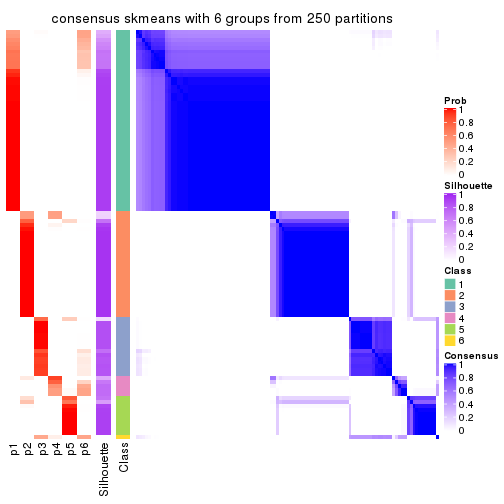 consensus skmeans with 6 groups from 250 partitions
Prob
1
0.8
0.6
0.4
0.2
0
Silhouette
1
0.8
0.6
0.4
0.2
0
Class
1
2
3
4
5
6
Consensus
1
0.8
0.6
0.4
0.2
0
p1
p2
p3
p4
p5
p6
Silhouette
Class